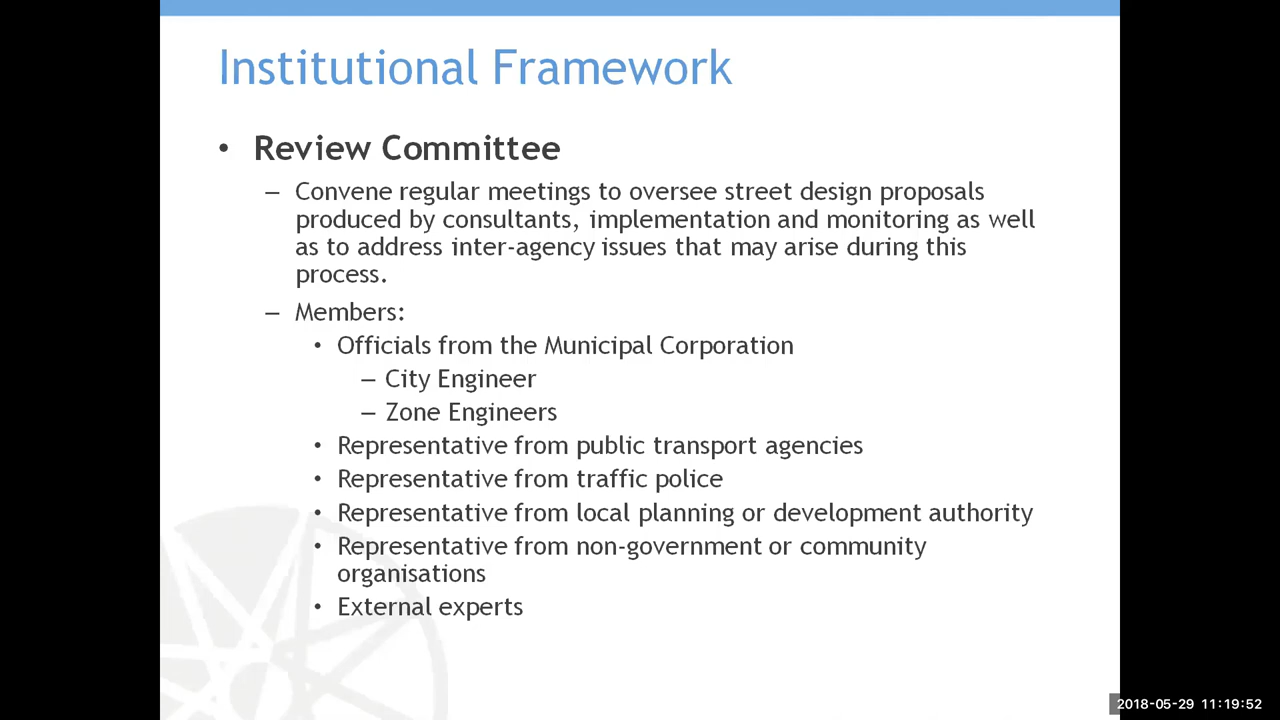 Institutional Framework
• Review Committee
– Convene regular meetings to oversee street design proposals
produced by consultants, implementation and monitoring as well
as to address inter-agency issues that may arise during this
process.
– Members:
• Officials from the Municipal Corporation
– City Engineer
– Zone Engineers
• Representative from public transport agencies
• Representative from traffic police
• Representative from local planning or development authority
• Representative from non-government or community
organisations
• External experts
2018-05-29 11:19:52